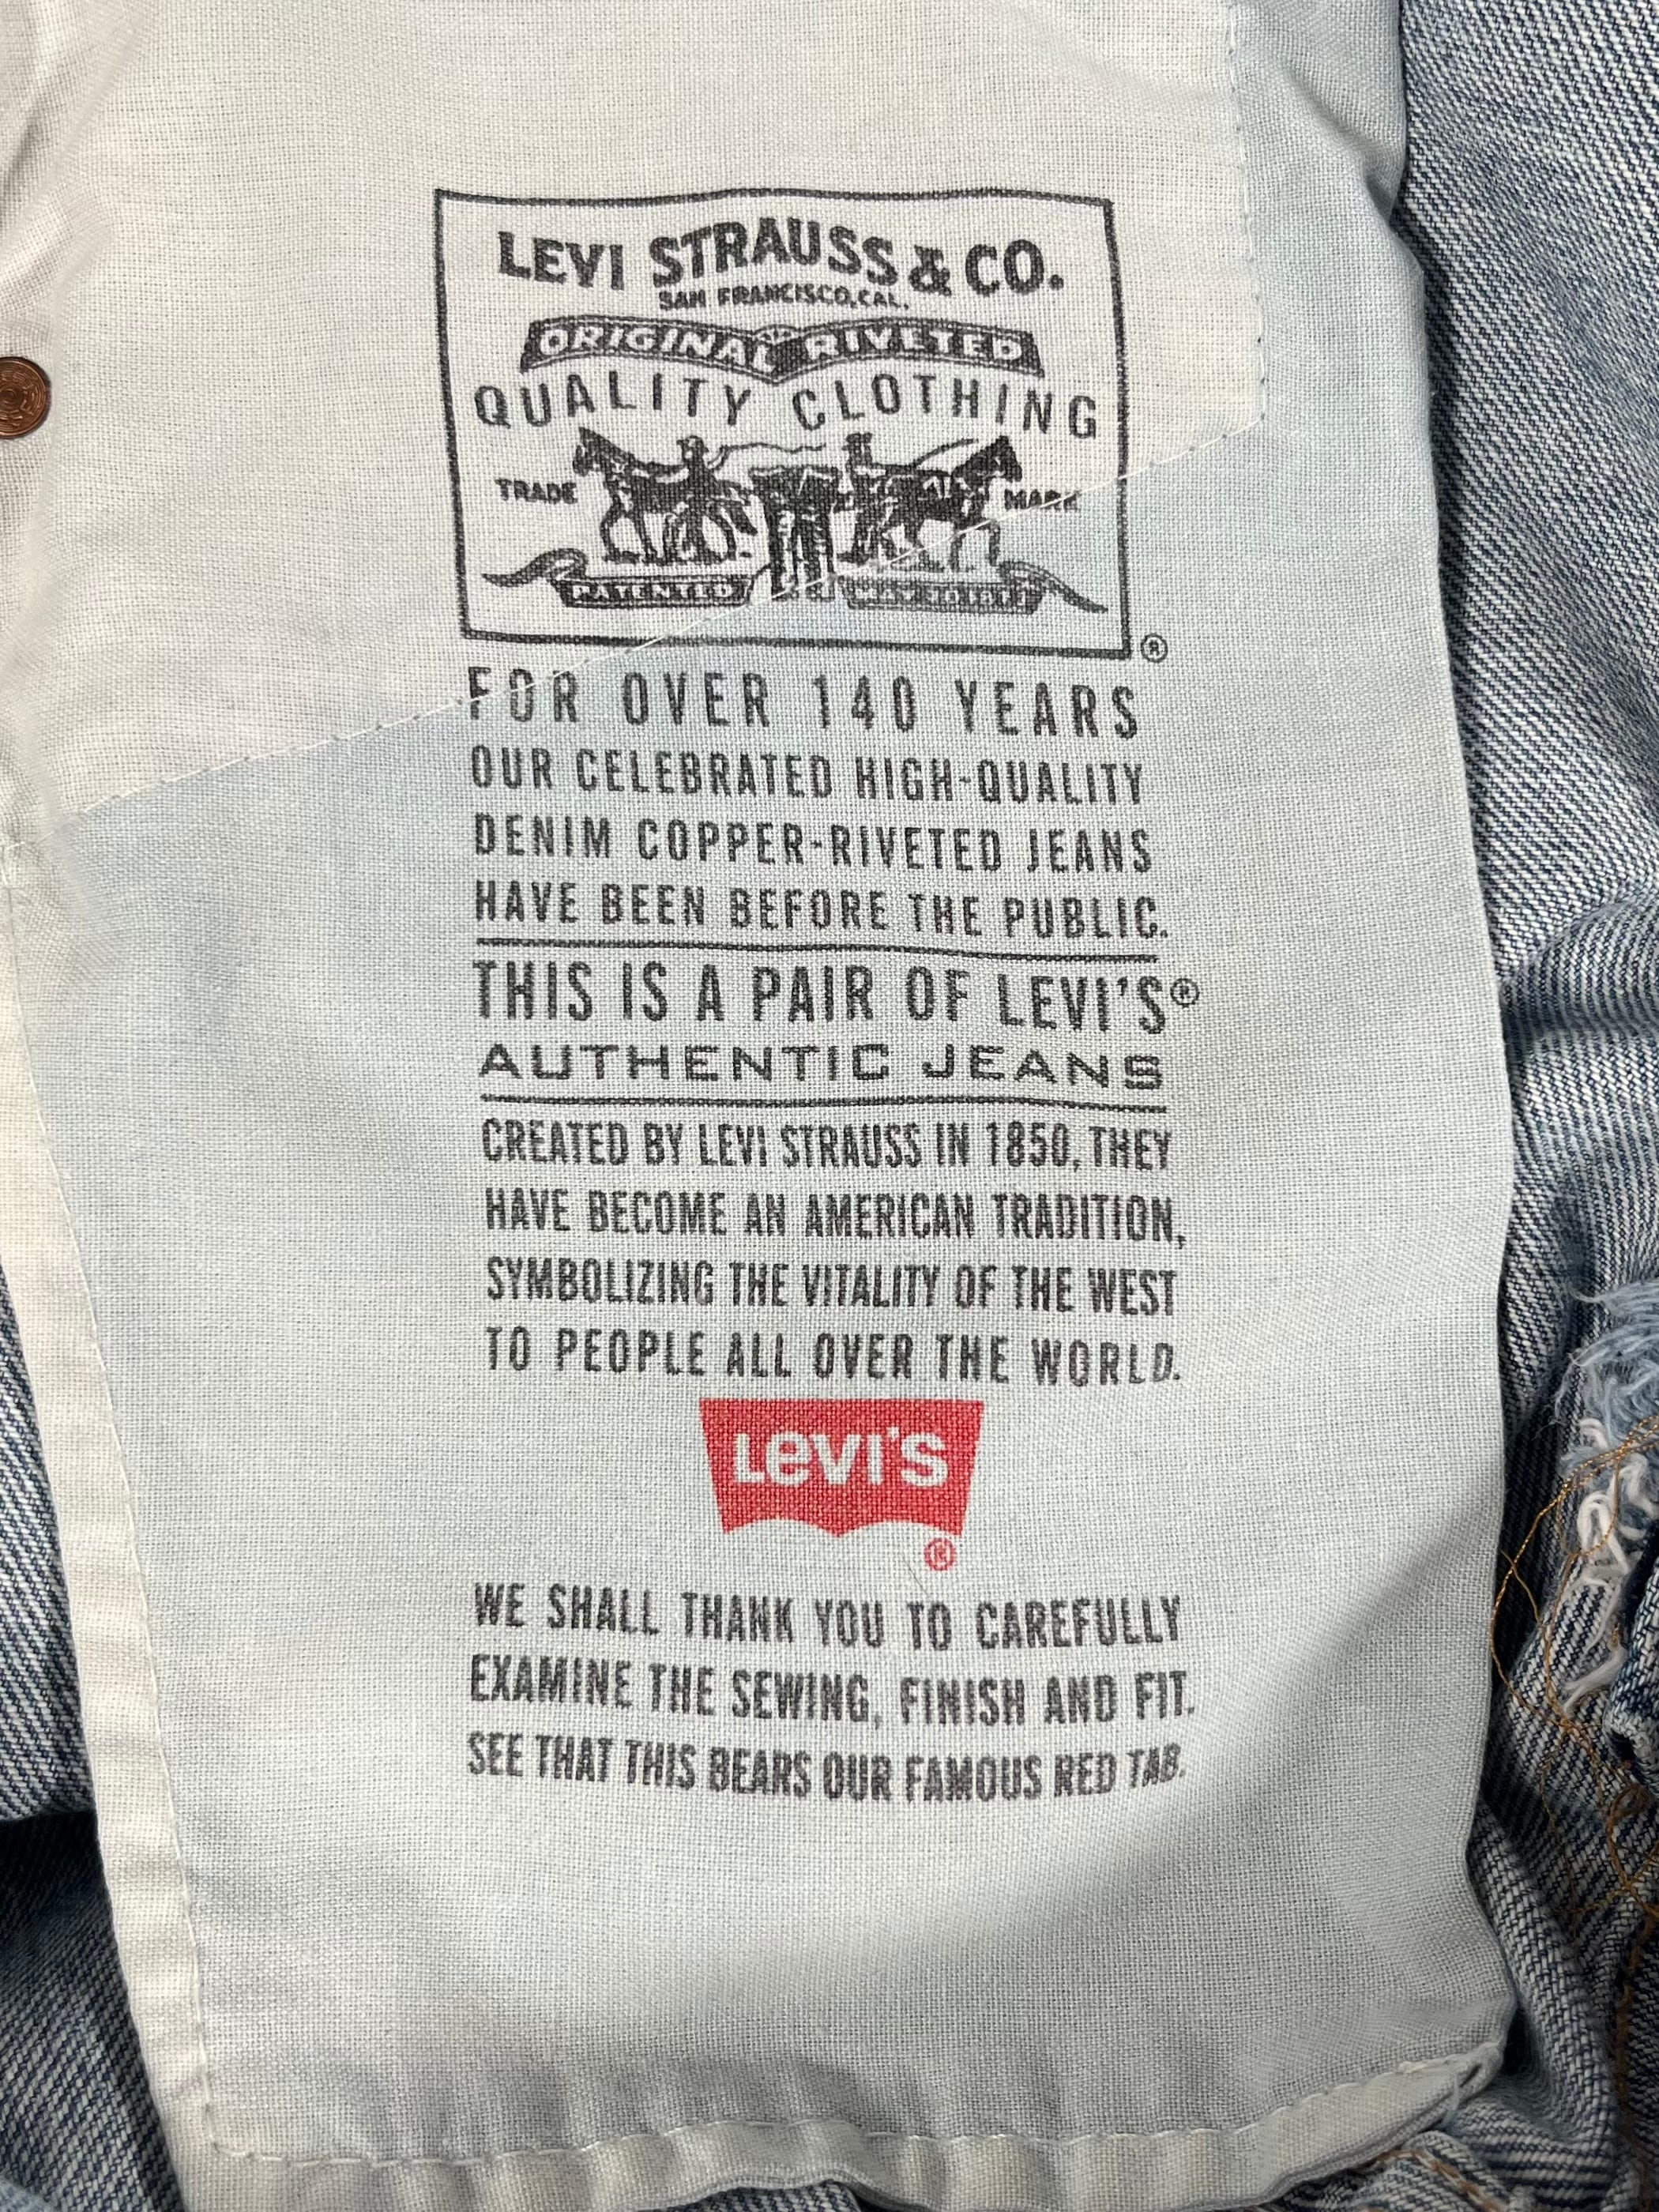 LEVI STRAUSS & CO.
SAN FRANCISCO, CAL.
ORIGINAL RIVETED
QUALITY CLOTHING
TRADE MARK
PATENTED MAY 20 1873
®
FOR OVER 140 YEARS
OUR CELEBRATED HIGH-QUALITY
DENIM COPPER-RIVETED JEANS
HAVE BEEN BEFORE THE PUBLIC.
THIS IS A PAIR OF LEVI'S®
AUTHENTIC JEANS
CREATED BY LEVI STRAUSS IN 1850, THEY
HAVE BECOME AN AMERICAN TRADITION,
SYMBOLIZING THE VITALITY OF THE WEST
TO PEOPLE ALL OVER THE WORLD.
LEVI'S
®
WE SHALL THANK YOU TO CAREFULLY
EXAMINE THE SEWING, FINISH AND FIT.
SEE THAT THIS BEARS OUR FAMOUS RED TAB.